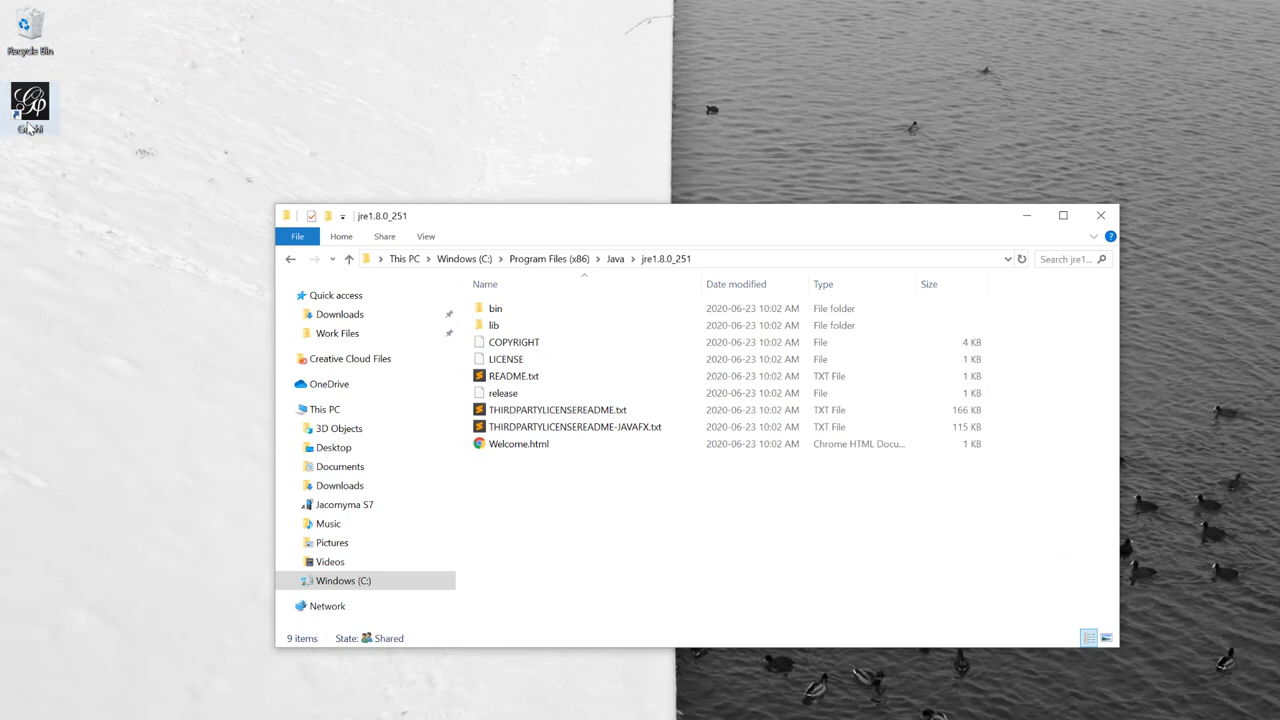 Recycle Bin
Gephi
jre1.8.0_251
File Home Share View
This PC Windows (C:) Program Files (x86) Java jre1.8.0_251 Search jre1...
Name Date modified Type Size
Quick access
Downloads
Work Files
Creative Cloud Files
OneDrive
This PC
3D Objects
Desktop
Documents
Downloads
Jacomyma S7
Music
Pictures
Videos
Windows (C:)
Network
bin 2020-06-23 10:02 AM File folder
lib 2020-06-23 10:02 AM File folder
COPYRIGHT 2020-06-23 10:02 AM File 4 KB
LICENSE 2020-06-23 10:02 AM File 1 KB
README.txt 2020-06-23 10:02 AM TXT File 1 KB
release 2020-06-23 10:02 AM File 1 KB
THIRDPARTYLICENSEREADME.txt 2020-06-23 10:02 AM TXT File 166 KB
THIRDPARTYLICENSEREADME-JAVAFX.txt 2020-06-23 10:02 AM TXT File 115 KB
Welcome.html 2020-06-23 10:02 AM Chrome HTML Docu... 1 KB
9 items State: Shared